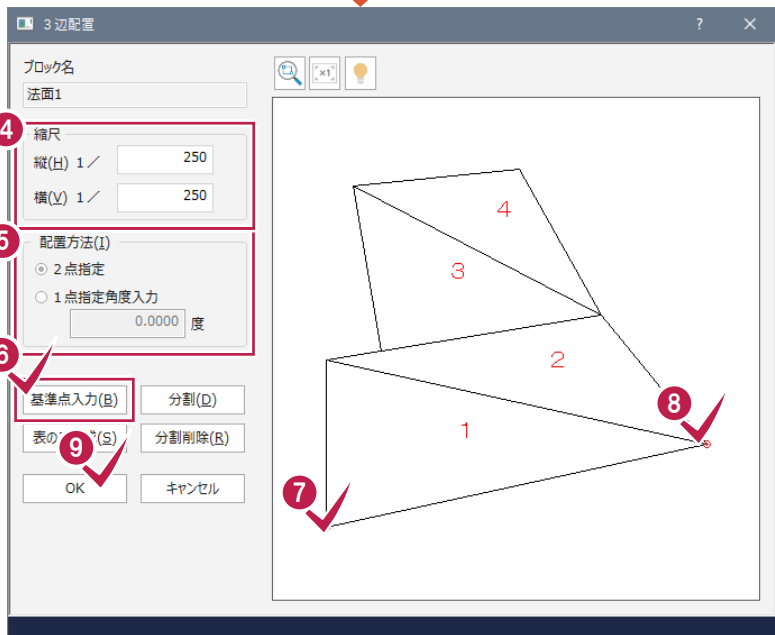 3辺配置
?
×
ブロック名
法面1
×1
4
縮尺
縦(H) 1／ 250
横(V) 1／ 250
5
配置方法(I)
2点指定
1点指定角度入力
0.0000 度
6
基準点入力(B) 分割(D)
表の (S) 分割削除(R)
9
OK キャンセル
4
3
2
1
8
7